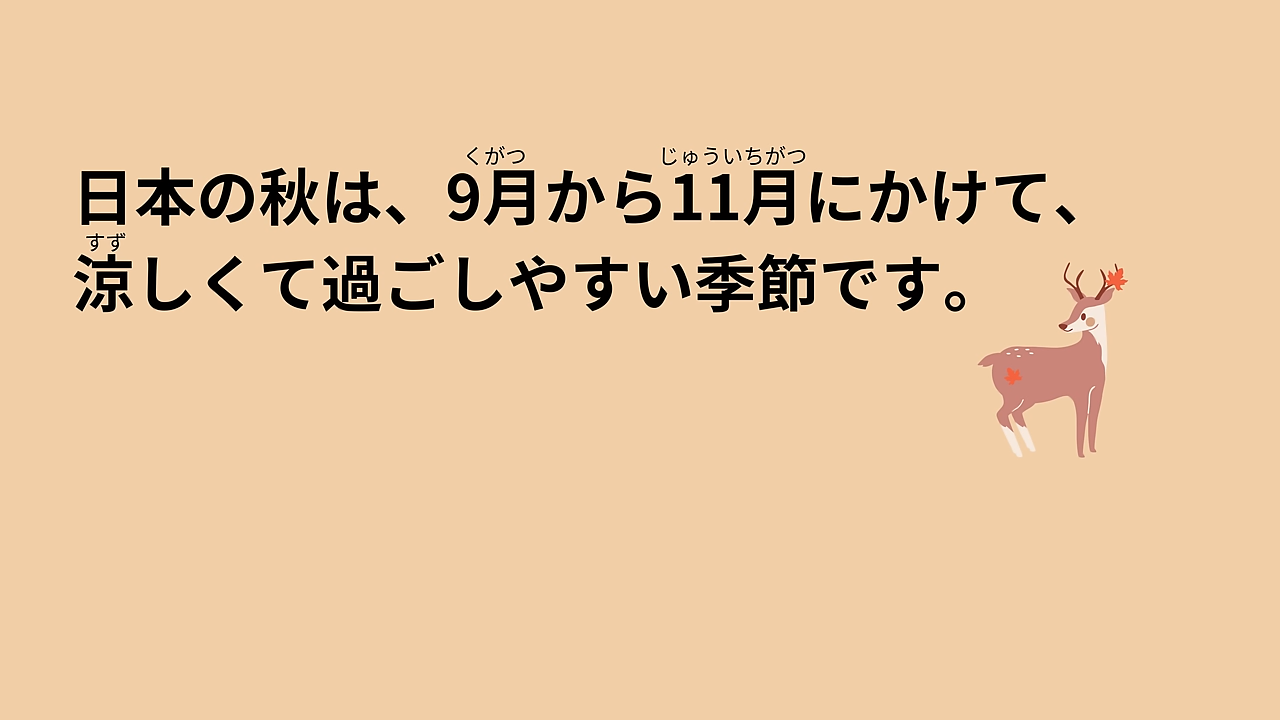 くがつ じゅういちがつ
日本の秋は、9月から11月にかけて、
すず
涼しくて過ごしやすい季節です。